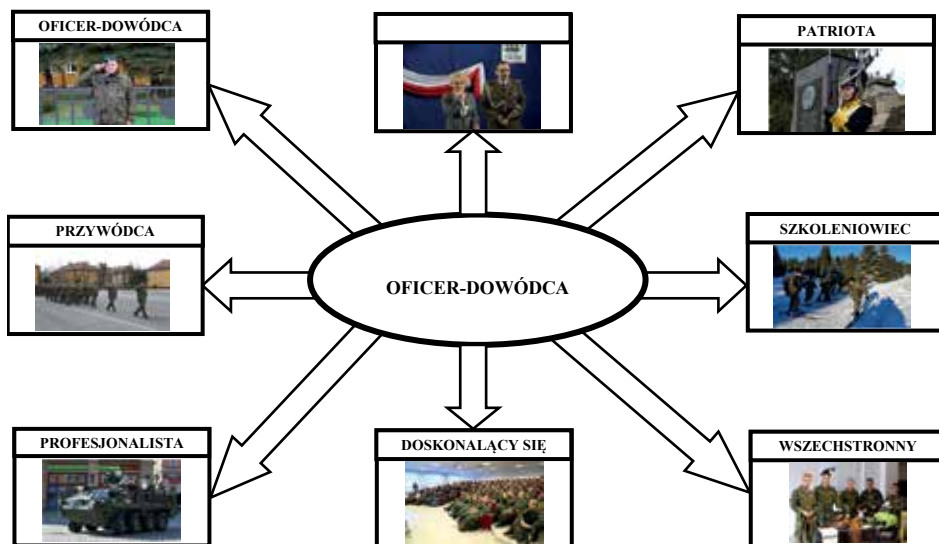 OFICER-DOWÓDCA
PATRIOTA
PRZYWÓDCA
SZKOLENIOWIEC
OFICER-DOWÓDCA
PROFESJONALISTA
DOSKONALĄCY SIĘ
WSZECHSTRONNY